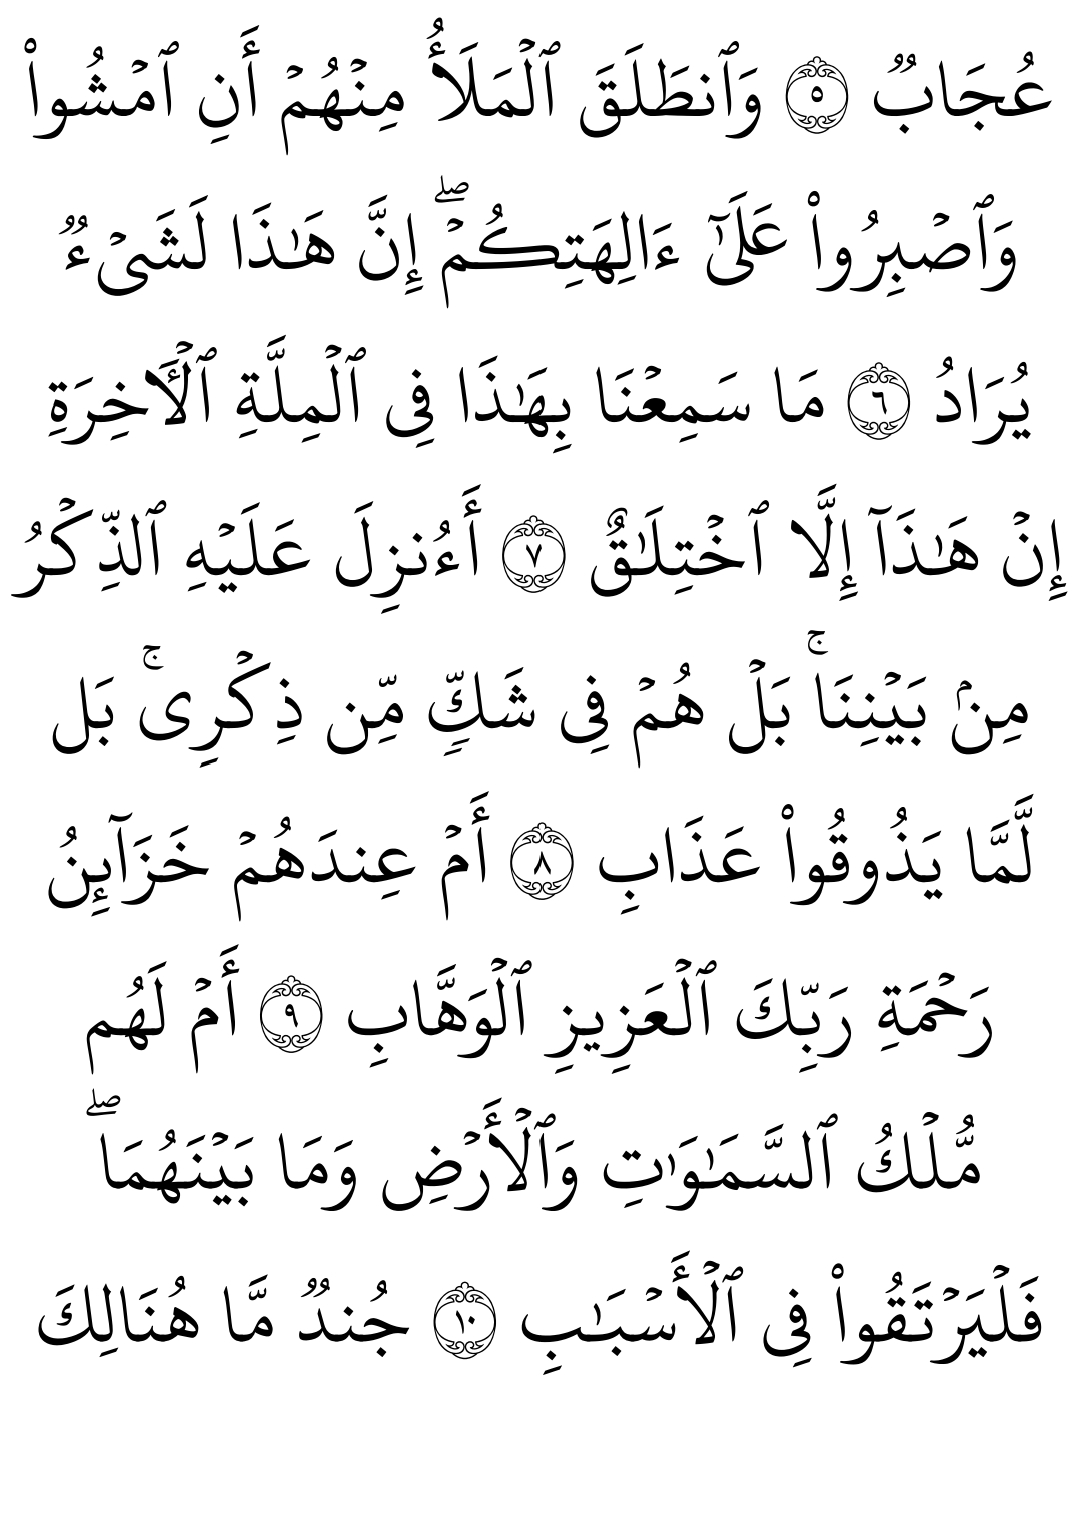 عُجَابٌ ٥ وَٱنطَلَقَ ٱلْمَلَأُ مِنْهُمْ أَنِ ٱمْشُوا۟
وَٱصْبِرُوا۟ عَلَىٰٓ ءَالِهَتِكُمْ ۖ إِنَّ هَـٰذَا لَشَىْءٌ
يُرَادُ ٦ مَا سَمِعْنَا بِهَـٰذَا فِى ٱلْمِلَّةِ ٱلْـَٔاخِرَةِ
إِنْ هَـٰذَآ إِلَّا ٱخْتِلَـٰقٌ ٧ أَءُنزِلَ عَلَيْهِ ٱلذِّكْرُ
مِنۢ بَيْنِنَا ۚ بَلْ هُمْ فِى شَكٍّ مِّن ذِكْرِى ۚ بَل
لَّمَّا يَذُوقُوا۟ عَذَابِ ٨ أَمْ عِندَهُمْ خَزَآئِنُ
رَحْمَةِ رَبِّكَ ٱلْعَزِيزِ ٱلْوَهَّابِ ٩ أَمْ لَهُم
مُّلْكُ ٱلسَّمَـٰوَٰتِ وَٱلْأَرْضِ وَمَا بَيْنَهُمَا ۖ
فَلْيَرْتَقُوا۟ فِى ٱلْأَسْبَـٰبِ ١٠ جُندٌ مَّا هُنَالِكَ